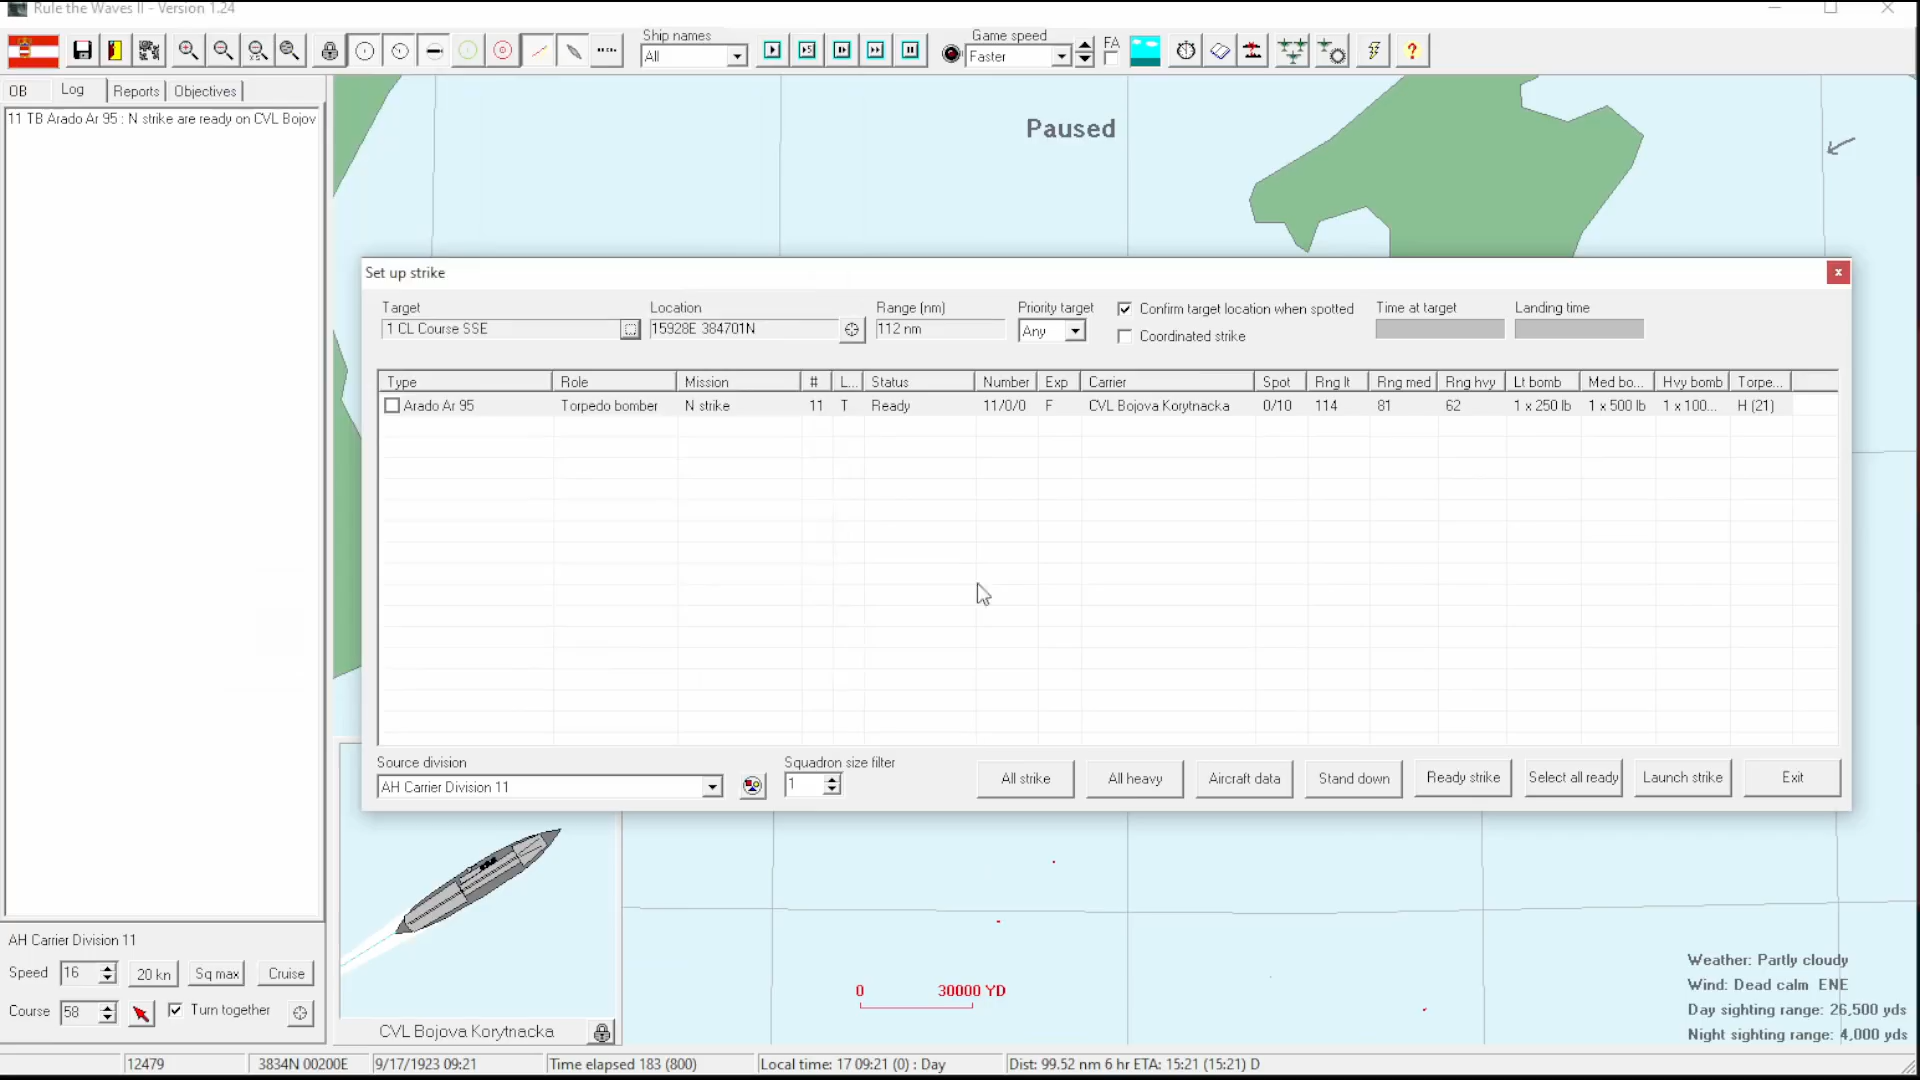 Rule the Waves II - Version 1.24
Ship names
All
Game speed
Faster
FA
OB
Log
Reports
Objectives
11 TB Arado Ar 95 : N strike are ready on CVL Bojov
Paused
Set up strike
Target
1 CL Course SSE
Location
15928E 384701N
Range (nm)
112 nm
Priority target
Any
Confirm target location when spotted
Coordinated strike
Time at target
Landing time
Type Role Mission # L... Status Number Exp Carrier Spot Rng lt Rng med Rng hvy Lt bomb Med bo... Hvy bomb Torpe...
Arado Ar 95 Torpedo bomber N strike 11 T Ready 11/0/0 F CVL Bojova Korytnacka 0/10 114 81 62 1 x 250 lb 1 x 500 lb 1 x 100... H (21)
Source division
AH Carrier Division 11
Squadron size filter
1
All strike
All heavy
Aircraft data
Stand down
Ready strike
Select all ready
Launch strike
Exit
AH Carrier Division 11
Speed 16 20 kn Sq max Cruise
Course 58 Turn together
CVL Bojova Korytnacka
0 30000 YD
Weather: Partly cloudy
Wind: Dead calm ENE
Day sighting range: 26,500 yds
Night sighting range: 4,000 yds
12479 3834N 00200E 9/17/1923 09:21 Time elapsed 183 (800) Local time: 17 09:21 (0) : Day Dist: 99.52 nm 6 hr ETA: 15:21 (15:21) D